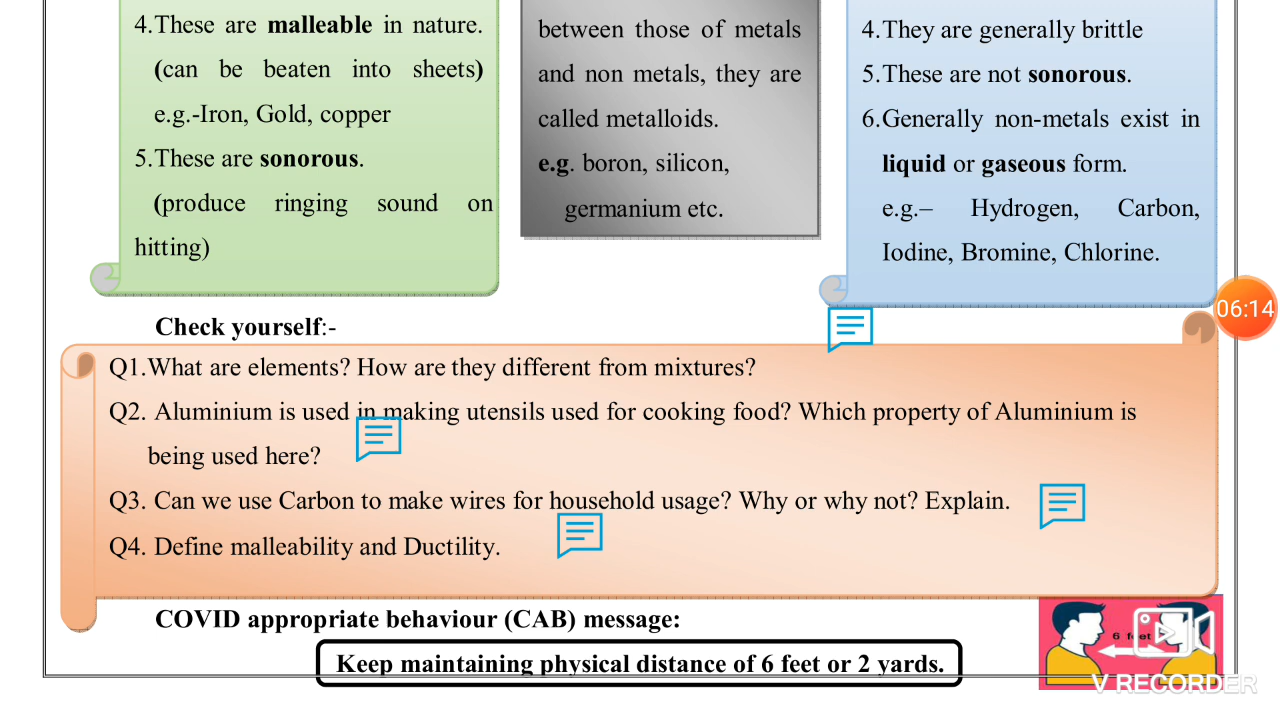 4.These are malleable in nature.
(can be beaten into sheets)
e.g.-Iron, Gold, copper
5.These are sonorous.
(produce ringing sound on
hitting)
between those of metals
and non metals, they are
called metalloids.
e.g. boron, silicon,
germanium etc.
4.They are generally brittle
5.These are not sonorous.
6.Generally non-metals exist in
liquid or gaseous form.
e.g.– Hydrogen, Carbon,
Iodine, Bromine, Chlorine.
06:14
Check yourself:-
Q1.What are elements? How are they different from mixtures?
Q2. Aluminium is used in making utensils used for cooking food? Which property of Aluminium is
being used here?
Q3. Can we use Carbon to make wires for household usage? Why or why not? Explain.
Q4. Define malleability and Ductility.
COVID appropriate behaviour (CAB) message:
Keep maintaining physical distance of 6 feet or 2 yards.
6 feet
V RECORDER